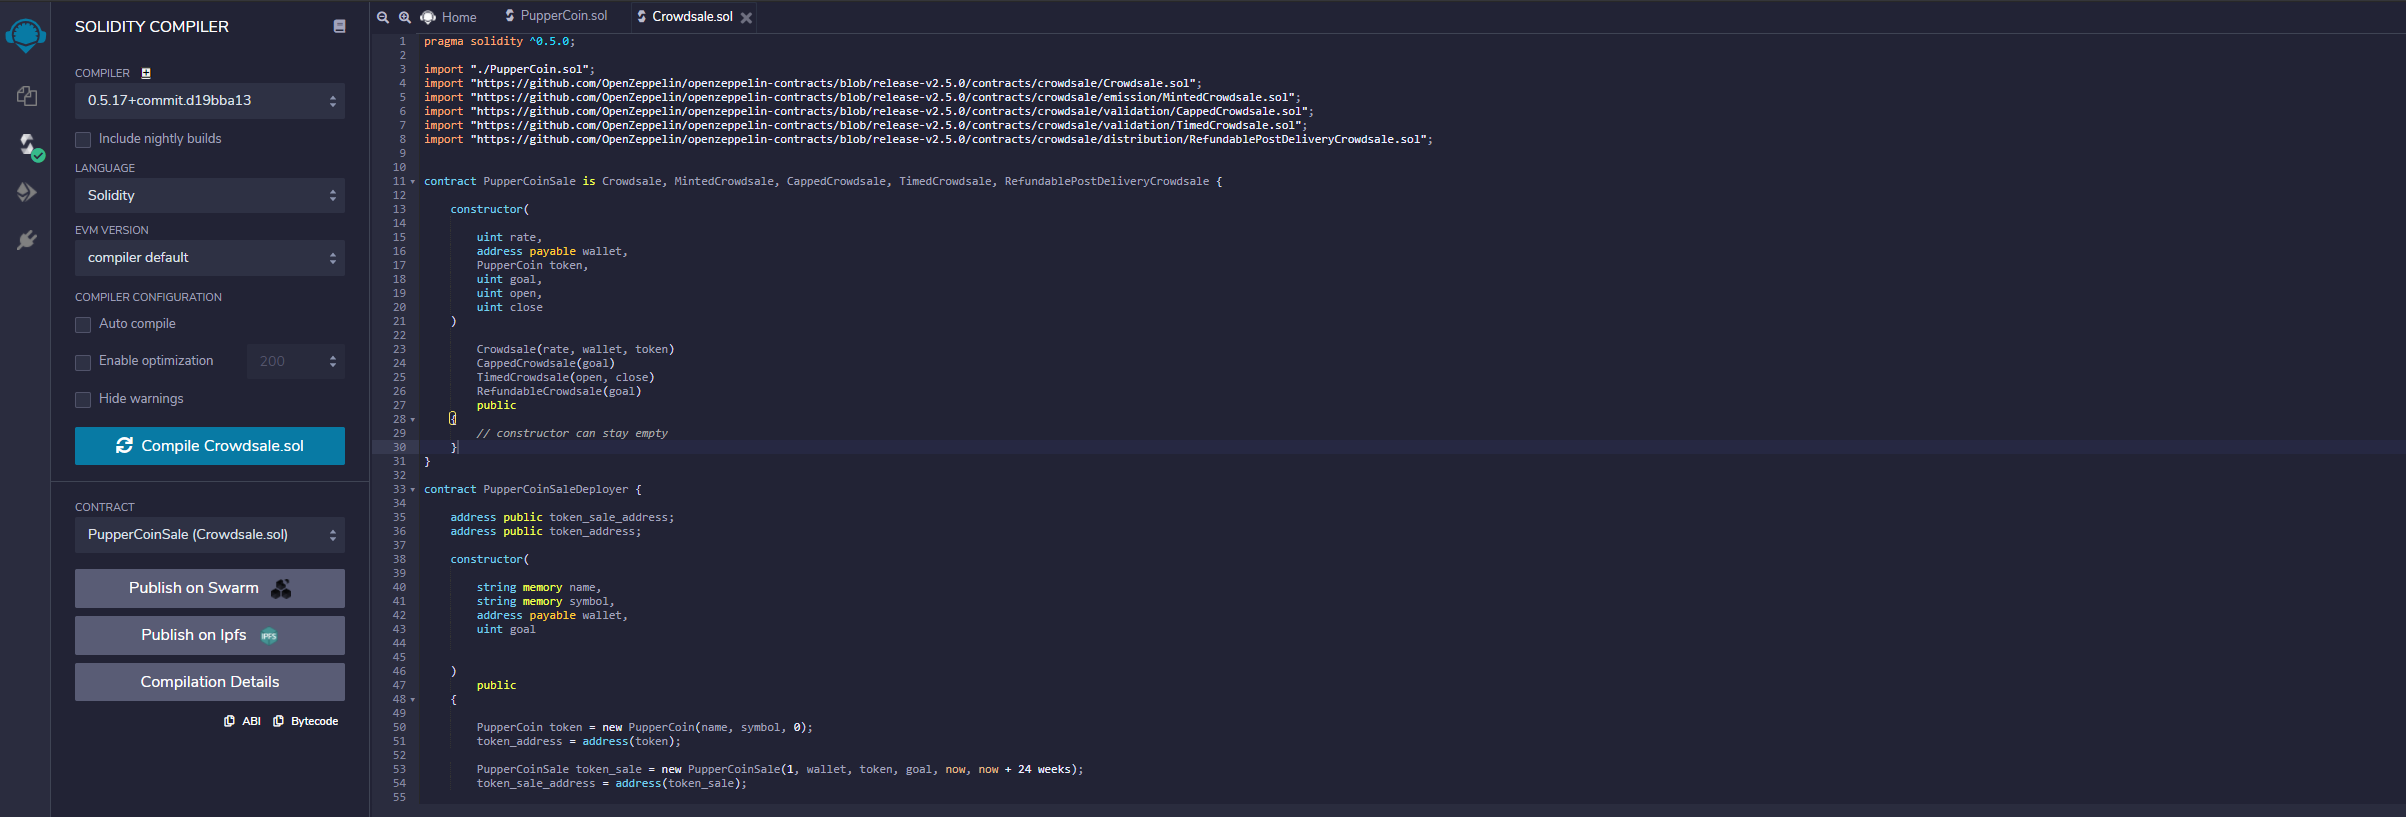 SOLIDITY COMPILER
COMPILER
0.5.17+commit.d19bba13
Include nightly builds
LANGUAGE
Solidity
EVM VERSION
compiler default
COMPILER CONFIGURATION
Auto compile
Enable optimization 200
Hide warnings
Compile Crowdsale.sol
CONTRACT
PupperCoinSale (Crowdsale.sol)
Publish on Swarm
Publish on Ipfs IPFS
Compilation Details
ABI Bytecode
Home PupperCoin.sol Crowdsale.sol
1 pragma solidity ^0.5.0;
2
3 import "./PupperCoin.sol";
4 import "https://github.com/OpenZeppelin/openzeppelin-contracts/blob/release-v2.5.0/contracts/crowdsale/Crowdsale.sol";
5 import "https://github.com/OpenZeppelin/openzeppelin-contracts/blob/release-v2.5.0/contracts/crowdsale/emission/MintedCrowdsale.sol";
6 import "https://github.com/OpenZeppelin/openzeppelin-contracts/blob/release-v2.5.0/contracts/crowdsale/validation/CappedCrowdsale.sol";
7 import "https://github.com/OpenZeppelin/openzeppelin-contracts/blob/release-v2.5.0/contracts/crowdsale/validation/TimedCrowdsale.sol";
8 import "https://github.com/OpenZeppelin/openzeppelin-contracts/blob/release-v2.5.0/contracts/crowdsale/distribution/RefundablePostDeliveryCrowdsale.sol";
9
10
11 contract PupperCoinSale is Crowdsale, MintedCrowdsale, CappedCrowdsale, TimedCrowdsale, RefundablePostDeliveryCrowdsale {
12
13 constructor(
14
15 uint rate,
16 address payable wallet,
17 PupperCoin token,
18 uint goal,
19 uint open,
20 uint close
21 )
22
23 Crowdsale(rate, wallet, token)
24 CappedCrowdsale(goal)
25 TimedCrowdsale(open, close)
26 RefundableCrowdsale(goal)
27 public
28 {
29 // constructor can stay empty
30 }
31 }
32
33 contract PupperCoinSaleDeployer {
34
35 address public token_sale_address;
36 address public token_address;
37
38 constructor(
39
40 string memory name,
41 string memory symbol,
42 address payable wallet,
43 uint goal
44
45
46 )
47 public
48 {
49
50 PupperCoin token = new PupperCoin(name, symbol, 0);
51 token_address = address(token);
52
53 PupperCoinSale token_sale = new PupperCoinSale(1, wallet, token, goal, now, now + 24 weeks);
54 token_sale_address = address(token_sale);
55